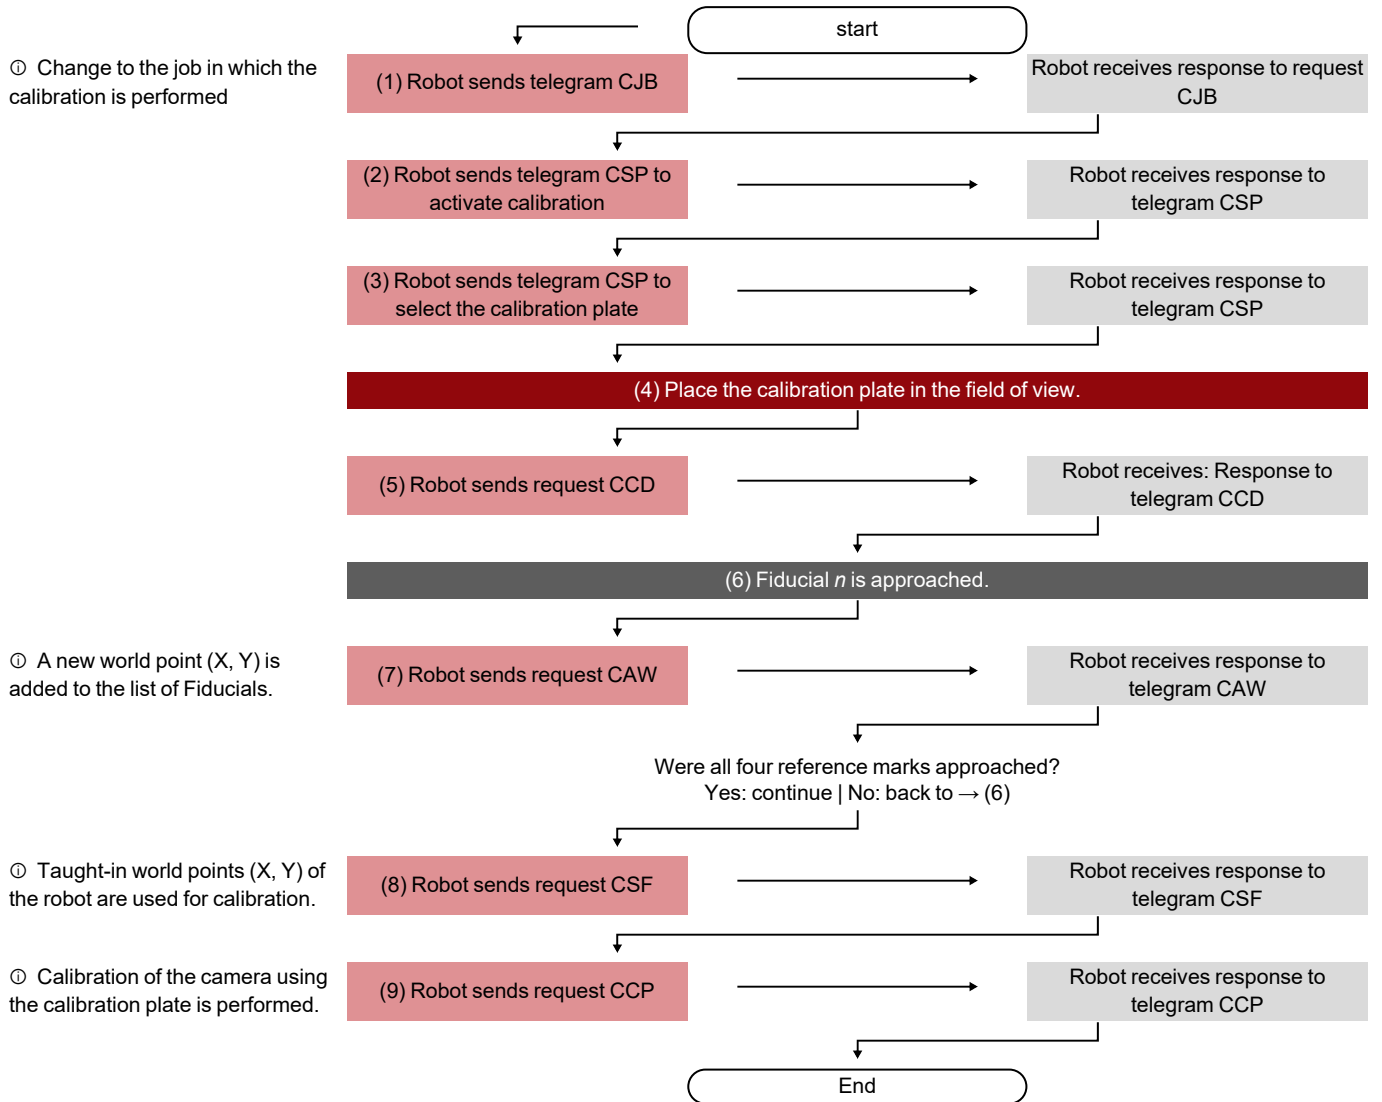 start
ⓘ Change to the job in which the
calibration is performed
(1) Robot sends telegram CJB
Robot receives response to request
CJB
(2) Robot sends telegram CSP to
activate calibration
Robot receives response to
telegram CSP
(3) Robot sends telegram CSP to
select the calibration plate
Robot receives response to
telegram CSP
(4) Place the calibration plate in the field of view.
(5) Robot sends request CCD
Robot receives: Response to
telegram CCD
(6) Fiducial n is approached.
ⓘ A new world point (X, Y) is
added to the list of Fiducials.
(7) Robot sends request CAW
Robot receives response to
telegram CAW
Were all four reference marks approached?
Yes: continue | No: back to → (6)
ⓘ Taught-in world points (X, Y) of
the robot are used for calibration.
(8) Robot sends request CSF
Robot receives response to
telegram CSF
ⓘ Calibration of the camera using
the calibration plate is performed.
(9) Robot sends request CCP
Robot receives response to
telegram CCP
End